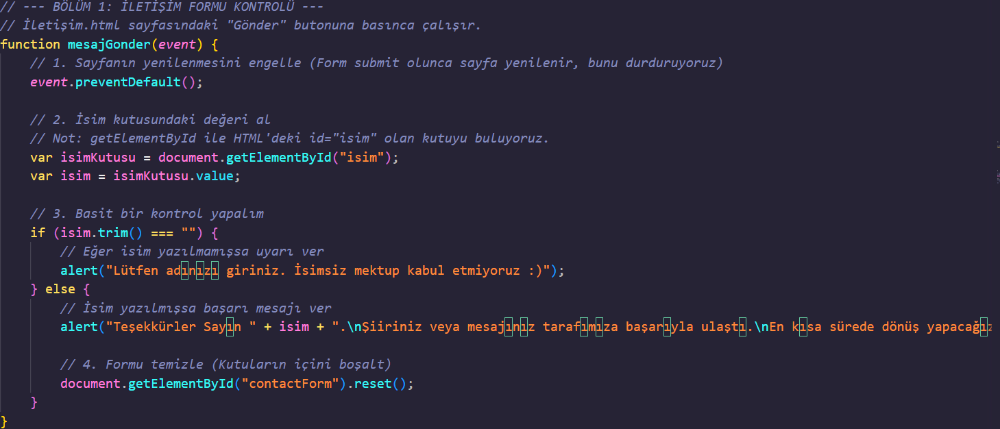 // --- BÖLÜM 1: İLETİŞİM FORMU KONTROLÜ ---
// İletişim.html sayfasındaki "Gönder" butonuna basınca çalışır.
function mesajGonder(event) {
    // 1. Sayfanın yenilenmesini engelle (Form submit olunca sayfa yenilenir, bunu durduruyoruz)
    event.preventDefault();

    // 2. İsim kutusundaki değeri al
    // Not: getElementById ile HTML'deki id="isim" olan kutuyu buluyoruz.
    var isimKutusu = document.getElementById("isim");
    var isim = isimKutusu.value;

    // 3. Basit bir kontrol yapalım
    if (isim.trim() === "") {
        // Eğer isim yazılmamışsa uyarı ver
        alert("Lütfen adınızı giriniz. İsimsiz mektup kabul etmiyoruz :)");
    } else {
        // İsim yazılmışsa başarı mesajı ver
        alert("Teşekkürler Sayın " + isim + ".\nŞiiriniz veya mesajınız tarafımıza başarıyla ulaştı.\nEn kısa sürede dönüş yapacağız

        // 4. Formu temizle (Kutuların içini boşalt)
        document.getElementById("contactForm").reset();
    }
}